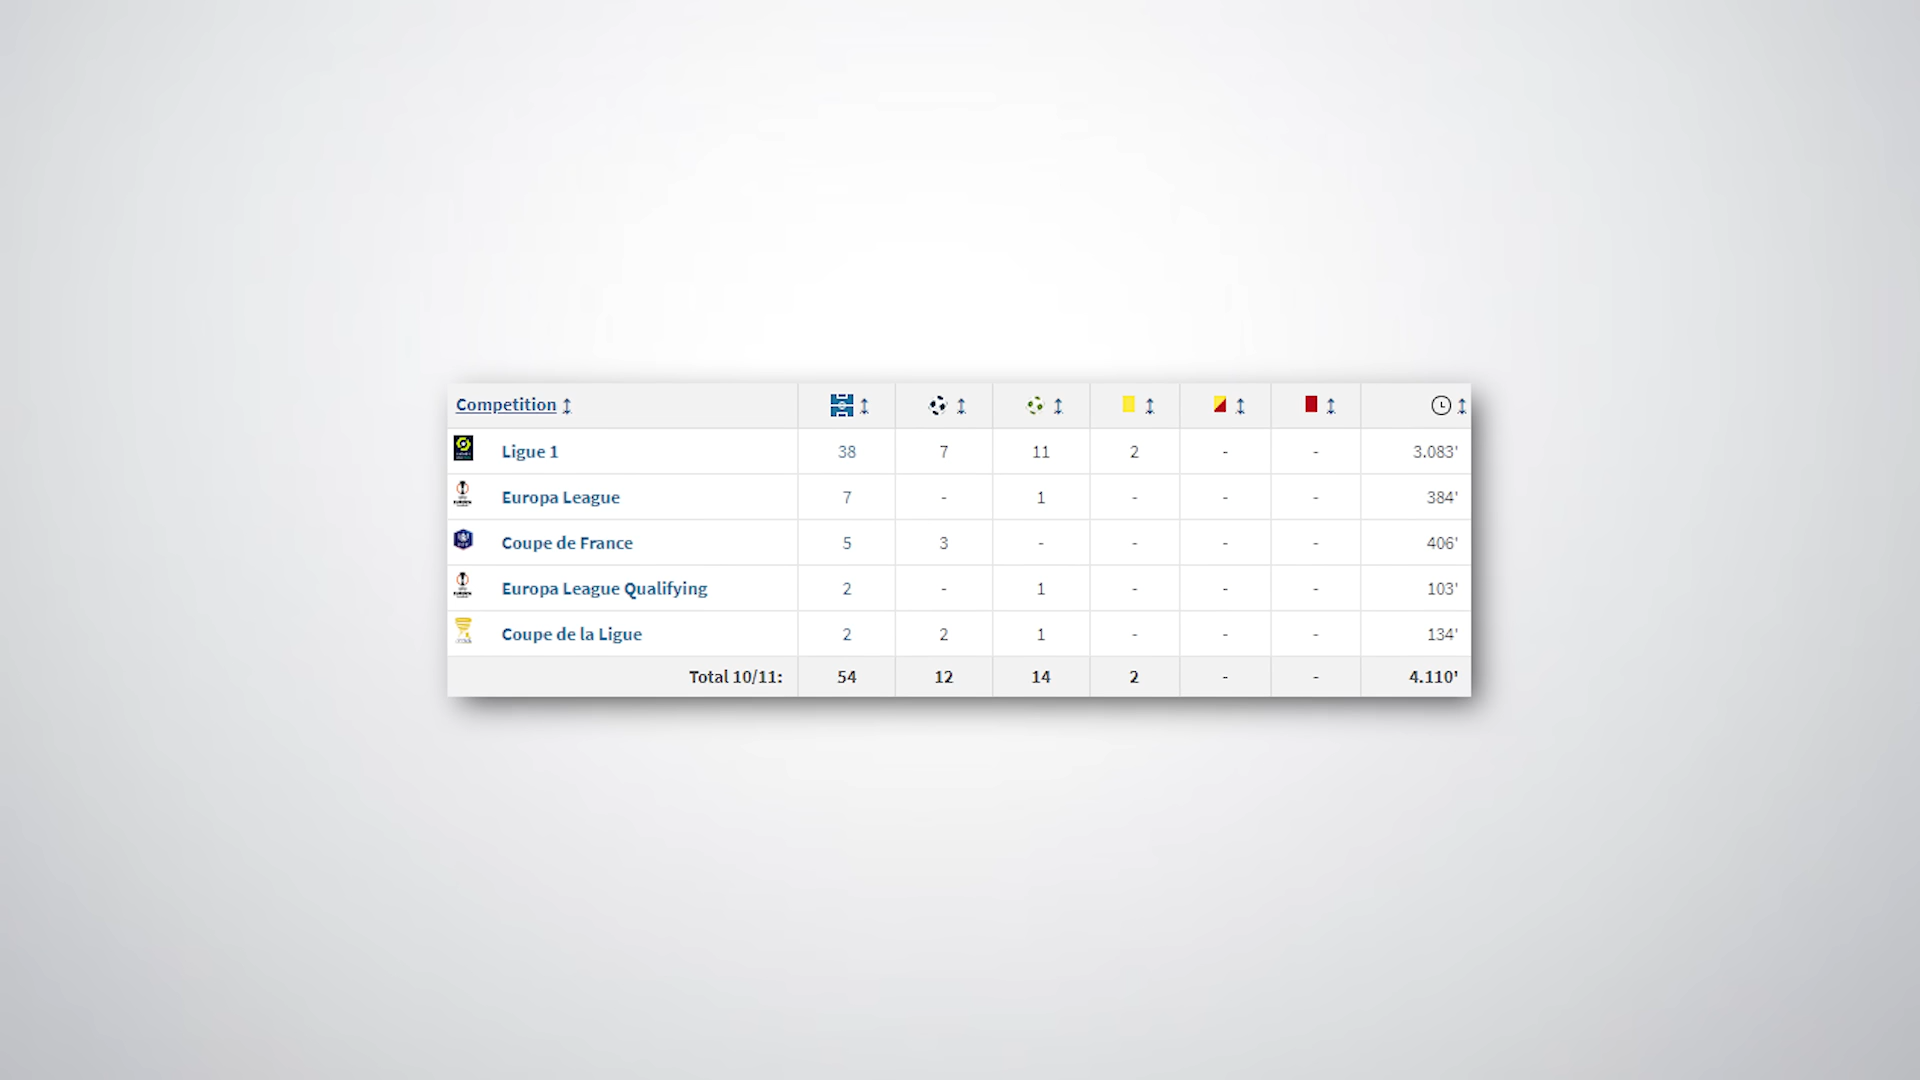 Competition
Ligue 1 38 7 11 2 - - 3.083'
Europa League 7 - 1 - - - 384'
Coupe de France 5 3 - - - - 406'
Europa League Qualifying 2 - 1 - - - 103'
Coupe de la Ligue 2 2 1 - - - 134'
Total 10/11: 54 12 14 2 - - 4.110'